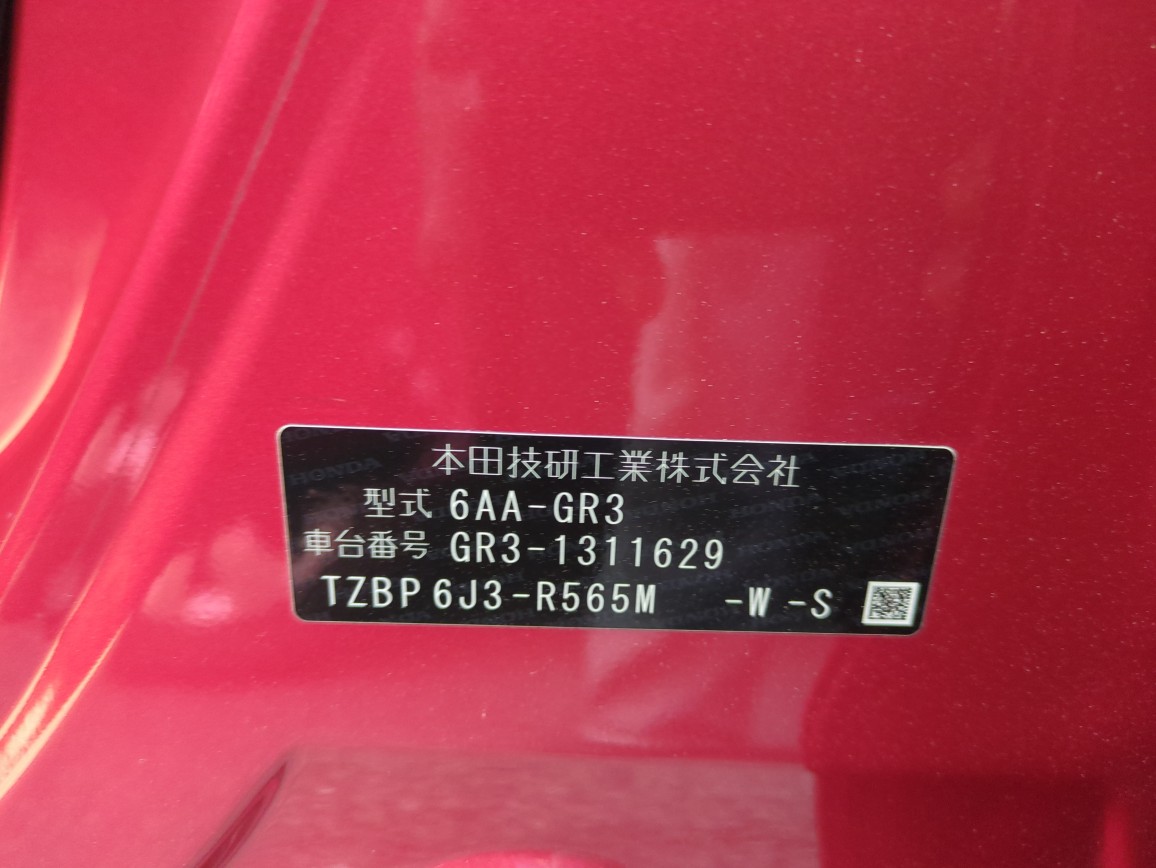 本田技研工業株式会社
型式 6AA-GR3
車台番号 GR3-1311629
TZBP 6J3-R565M -W -S